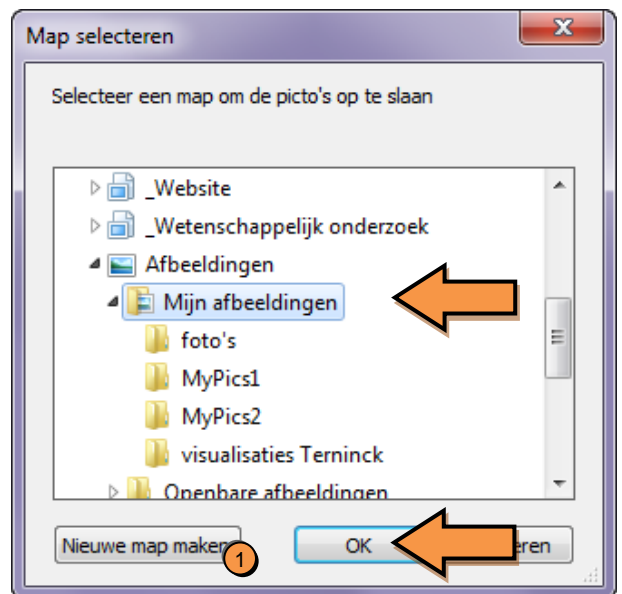 Map selecteren
Selecteer een map om de picto's op te slaan
_Website
_Wetenschappelijk onderzoek
Afbeeldingen
Mijn afbeeldingen
foto's
MyPics1
MyPics2
visualisaties Terninck
Openbare afbeeldingen
Nieuwe map maken 1 OK eren